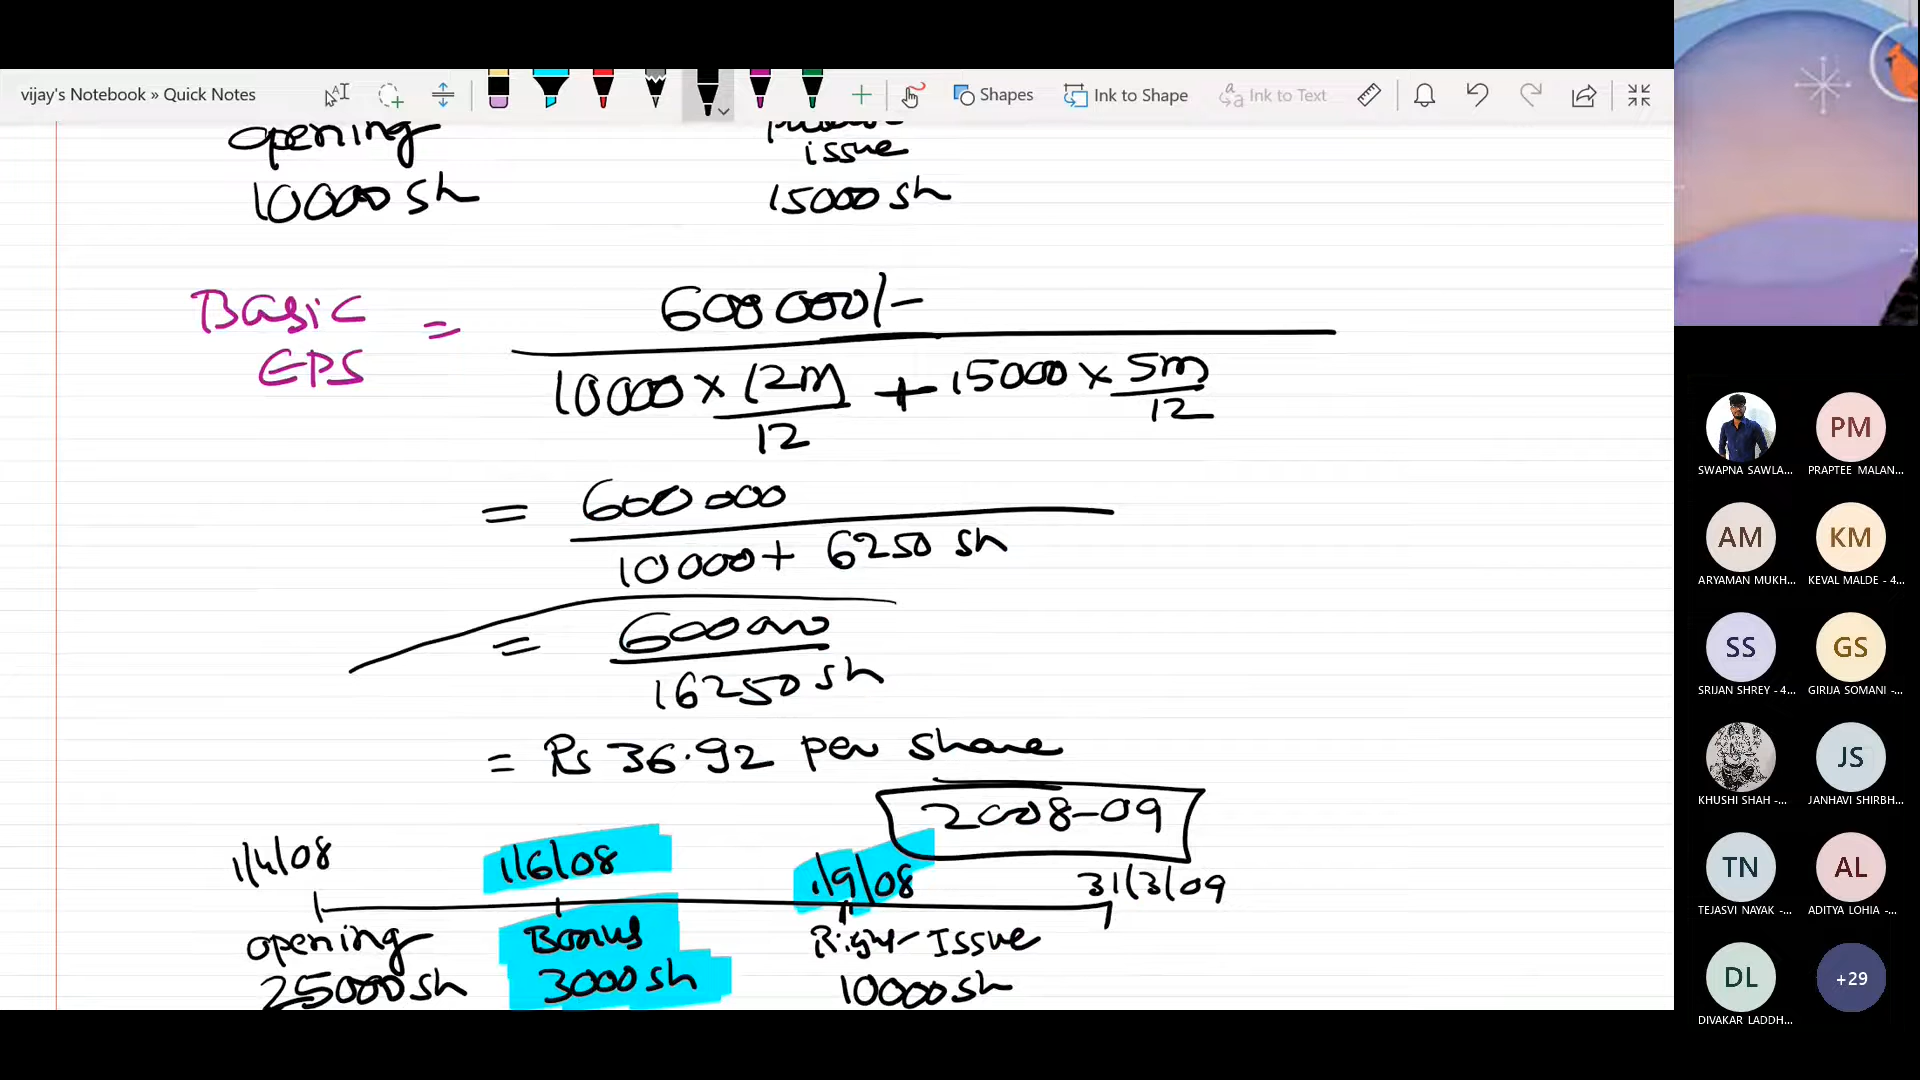 vijay's Notebook » Quick Notes
Shapes
Ink to Shape
Ink to Text
opening
issue
10000 sh
15000 sh
Basic EPS = 600000/-
10000 × 12m/12 + 15000 × 5m/12
= 600000
10000 + 6250 sh
= 600000
16250 sh
= Rs 36.92 per share
2008-09
1/4/08
1/6/08
1/9/08
31/3/09
opening
Bonus
Right Issue
25000 sh
3000 sh
10000 sh
SWAPNA SAWLA...
PM
PRAPTEE MALAN...
AM
ARYAMAN MUKH...
KM
KEVAL MALDE - 4...
SS
SRIJAN SHREY - 4...
GS
GIRIJA SOMANI -...
KHUSHI SHAH -...
JS
JANHAVI SHIRBH...
TN
TEJASVI NAYAK -...
AL
ADITYA LOHIA -...
DL
DIVAKAR LADDH...
+29